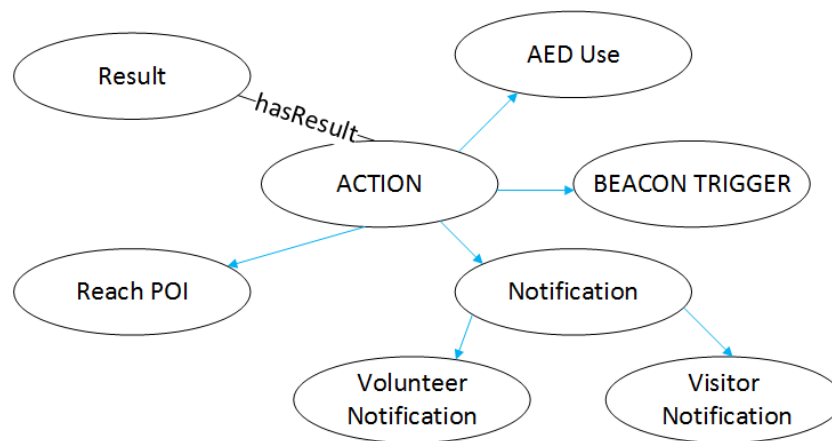 AED Use
Result
hasResult
ACTION
BEACON TRIGGER
Reach POI
Notification
Volunteer
Notification
Visitor
Notification